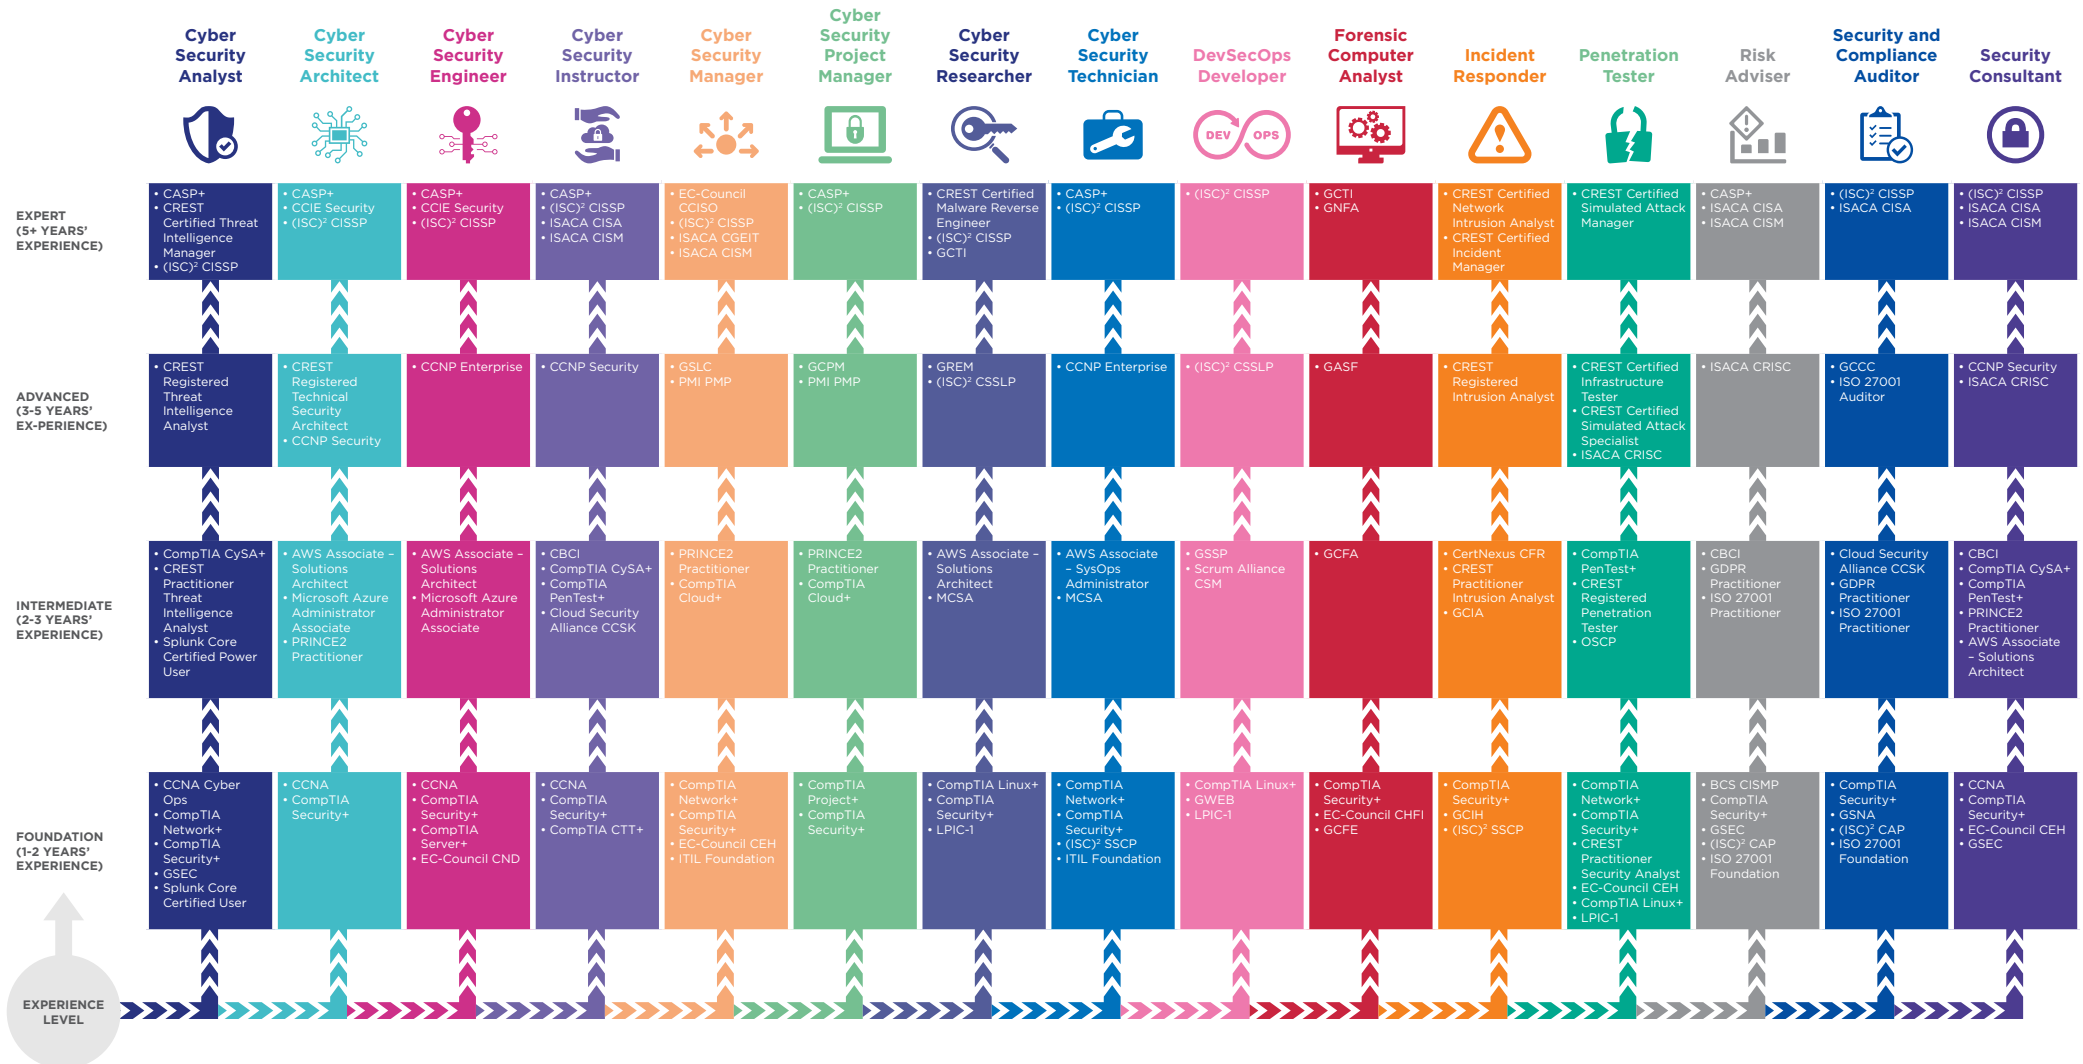 Cyber
Security
Analyst
Cyber
Security
Architect
Cyber
Security
Engineer
Cyber
Security
Instructor
Cyber
Security
Manager
Cyber
Security
Project
Manager
Cyber
Security
Researcher
Cyber
Security
Technician
DevSecOps
Developer
Forensic
Computer
Analyst
Incident
Responder
Penetration
Tester
Risk
Adviser
Security and
Compliance
Auditor
Security
Consultant
DEV
OPS
EXPERT
(5+ YEARS’
EXPERIENCE)
• CASP+
• CREST
Certified Threat
Intelligence
Manager
• (ISC)² CISSP
• CASP+
• CCIE Security
• (ISC)² CISSP
• CASP+
• CCIE Security
• (ISC)² CISSP
• CASP+
• (ISC)² CISSP
• ISACA CISA
• ISACA CISM
• EC-Council
CCISO
• (ISC)² CISSP
• ISACA CGEIT
• ISACA CISM
• CASP+
• (ISC)² CISSP
• CREST Certified
Malware Reverse
Engineer
• (ISC)² CISSP
• GCTI
• CASP+
• (ISC)² CISSP
• (ISC)² CISSP
• GCTI
• GNFA
• CREST Certified
Network
Intrusion Analyst
• CREST Certified
Incident
Manager
• CREST Certified
Simulated Attack
Manager
• CASP+
• ISACA CISA
• ISACA CISM
• (ISC)² CISSP
• ISACA CISA
• (ISC)² CISSP
• ISACA CISA
• ISACA CISM
ADVANCED
(3-5 YEARS’
EX-PERIENCE)
• CREST
Registered
Threat
Intelligence
Analyst
• CREST
Registered
Technical
Security
Architect
• CCNP Security
• CCNP Enterprise
• CCNP Security
• GSLC
• PMI PMP
• GCPM
• PMI PMP
• GREM
• (ISC)² CSSLP
• CCNP Enterprise
• (ISC)² CSSLP
• GASF
• CREST
Registered
Intrusion Analyst
• CREST Certified
Infrastructure
Tester
• CREST Certified
Simulated Attack
Specialist
• ISACA CRISC
• ISACA CRISC
• GCCC
• ISO 27001
Auditor
• CCNP Security
• ISACA CRISC
INTERMEDIATE
(2-3 YEARS’
EXPERIENCE)
• CompTIA CySA+
• CREST
Practitioner
Threat
Intelligence
Analyst
• Splunk Core
Certified Power
User
• AWS Associate –
Solutions
Architect
• Microsoft Azure
Administrator
Associate
• PRINCE2
Practitioner
• AWS Associate –
Solutions
Architect
• Microsoft Azure
Administrator
Associate
• CBCI
• CompTIA CySA+
• CompTIA
PenTest+
• Cloud Security
Alliance CCSK
• PRINCE2
Practitioner
• CompTIA
Cloud+
• PRINCE2
Practitioner
• CompTIA
Cloud+
• AWS Associate –
Solutions
Architect
• MCSA
• AWS Associate
– SysOps
Administrator
• MCSA
• GSSP
• Scrum Alliance
CSM
• GCFA
• CertNexus CFR
• CREST
Practitioner
Intrusion Analyst
• GCIA
• CompTIA
PenTest+
• CREST
Registered
Penetration
Tester
• OSCP
• CBCI
• GDPR
Practitioner
• ISO 27001
Practitioner
• Cloud Security
Alliance CCSK
• GDPR
Practitioner
• ISO 27001
Practitioner
• CBCI
• CompTIA CySA+
• CompTIA
PenTest+
• PRINCE2
Practitioner
• AWS Associate
– Solutions
Architect
FOUNDATION
(1-2 YEARS’
EXPERIENCE)
• CCNA Cyber
Ops
• CompTIA
Network+
• CompTIA
Security+
• GSEC
• Splunk Core
Certified User
• CCNA
• CompTIA
Security+
• CCNA
• CompTIA
Security+
• CompTIA
Server+
• EC-Council CND
• CCNA
• CompTIA
Security+
• CompTIA CTT+
• CompTIA
Network+
• CompTIA
Security+
• EC-Council CEH
• ITIL Foundation
• CompTIA
Project+
• CompTIA
Security+
• CompTIA Linux+
• CompTIA
Security+
• LPIC-1
• CompTIA
Network+
• CompTIA
Security+
• (ISC)² SSCP
• ITIL Foundation
• CompTIA Linux+
• GWEB
• LPIC-1
• CompTIA
Security+
• EC-Council CHFI
• GCFE
• CompTIA
Security+
• GCIH
• (ISC)² SSCP
• CompTIA
Network+
• CompTIA
Security+
• CREST
Practitioner
Security Analyst
• EC-Council CEH
• CompTIA Linux+
• LPIC-1
• BCS CISMP
• CompTIA
Security+
• GSEC
• (ISC)² CAP
• ISO 27001
Foundation
• CompTIA
Security+
• GSNA
• (ISC)² CAP
• ISO 27001
Foundation
• CCNA
• CompTIA
Security+
• EC-Council CEH
• GSEC
EXPERIENCE
LEVEL